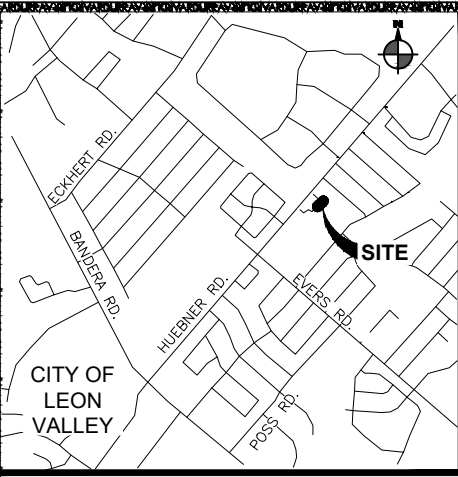 N
ECKHERT RD.
BANDERA RD.
SITE
HUEBNER RD.
EVERS RD.
CITY OF
LEON
VALLEY
POSS RD.